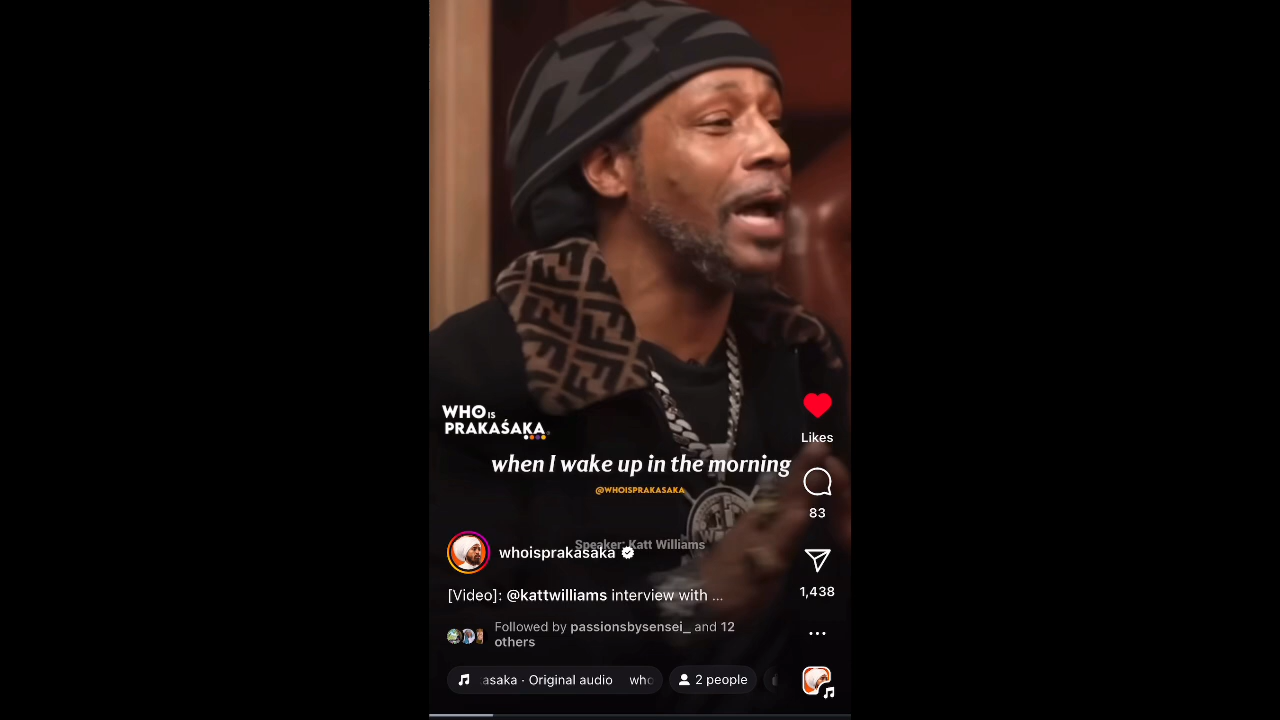 WHO IS
PRAKAŚAKA
when I wake up in the morning
@WHOISPRAKASAKA
Speaker: Katt Williams
whoisprakasaka
[Video]: @kattwilliams interview with ...
Followed by passionsbysensei_ and 12
others
asaka · Original audio who
2 people
Likes
83
1,438